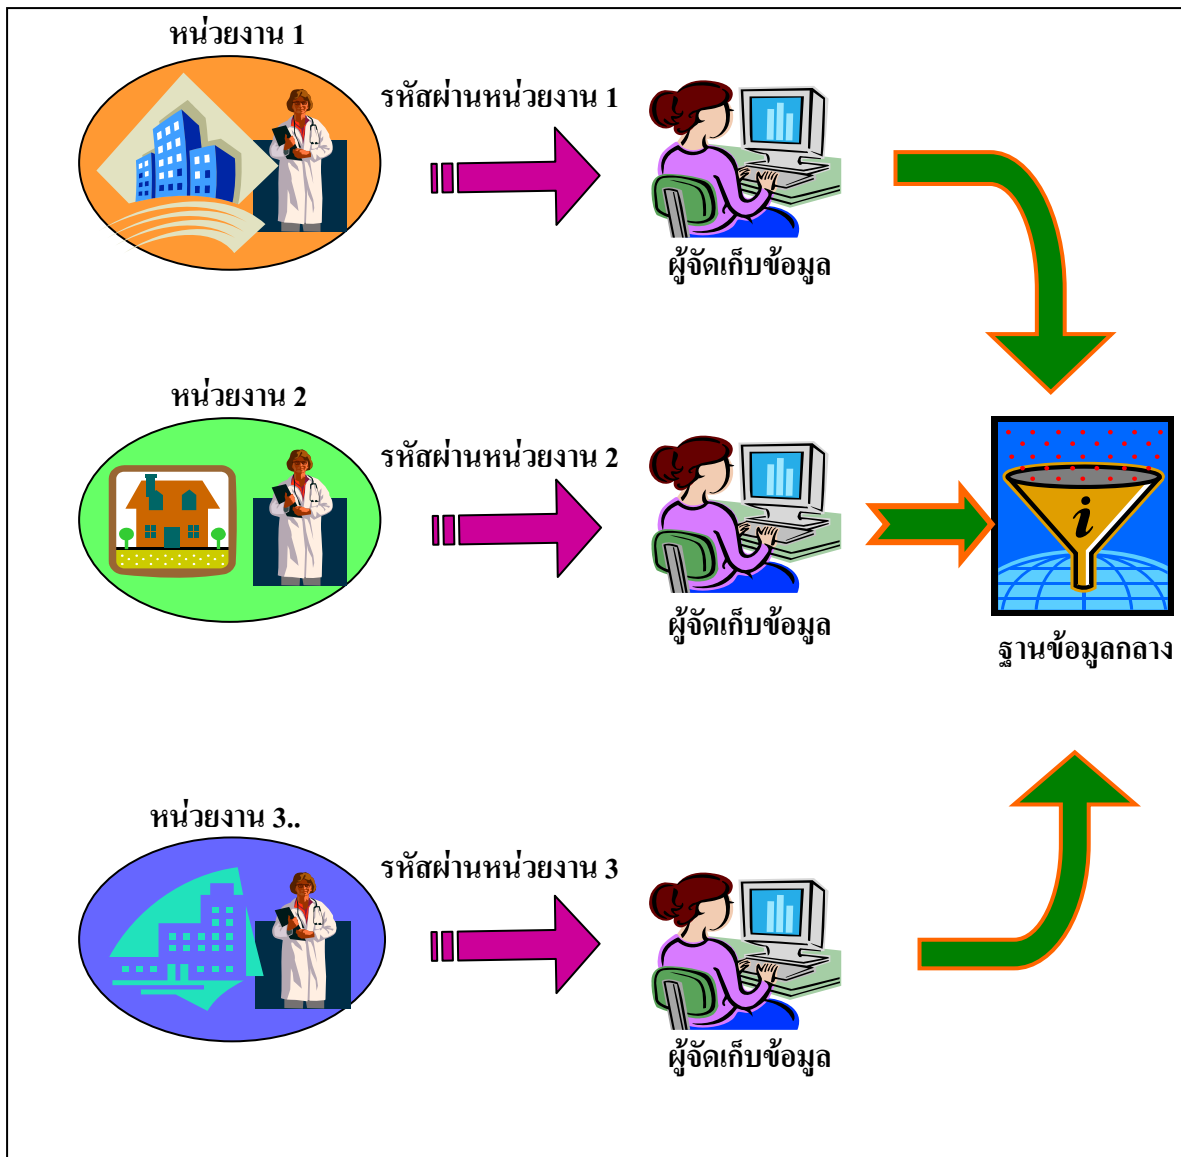 หน่วยงาน 1
รหัสผ่านหน่วยงาน 1
ผู้จัดเก็บข้อมูล
หน่วยงาน 2
รหัสผ่านหน่วยงาน 2
ผู้จัดเก็บข้อมูล
i
ฐานข้อมูลกลาง
หน่วยงาน 3..
รหัสผ่านหน่วยงาน 3
ผู้จัดเก็บข้อมูล